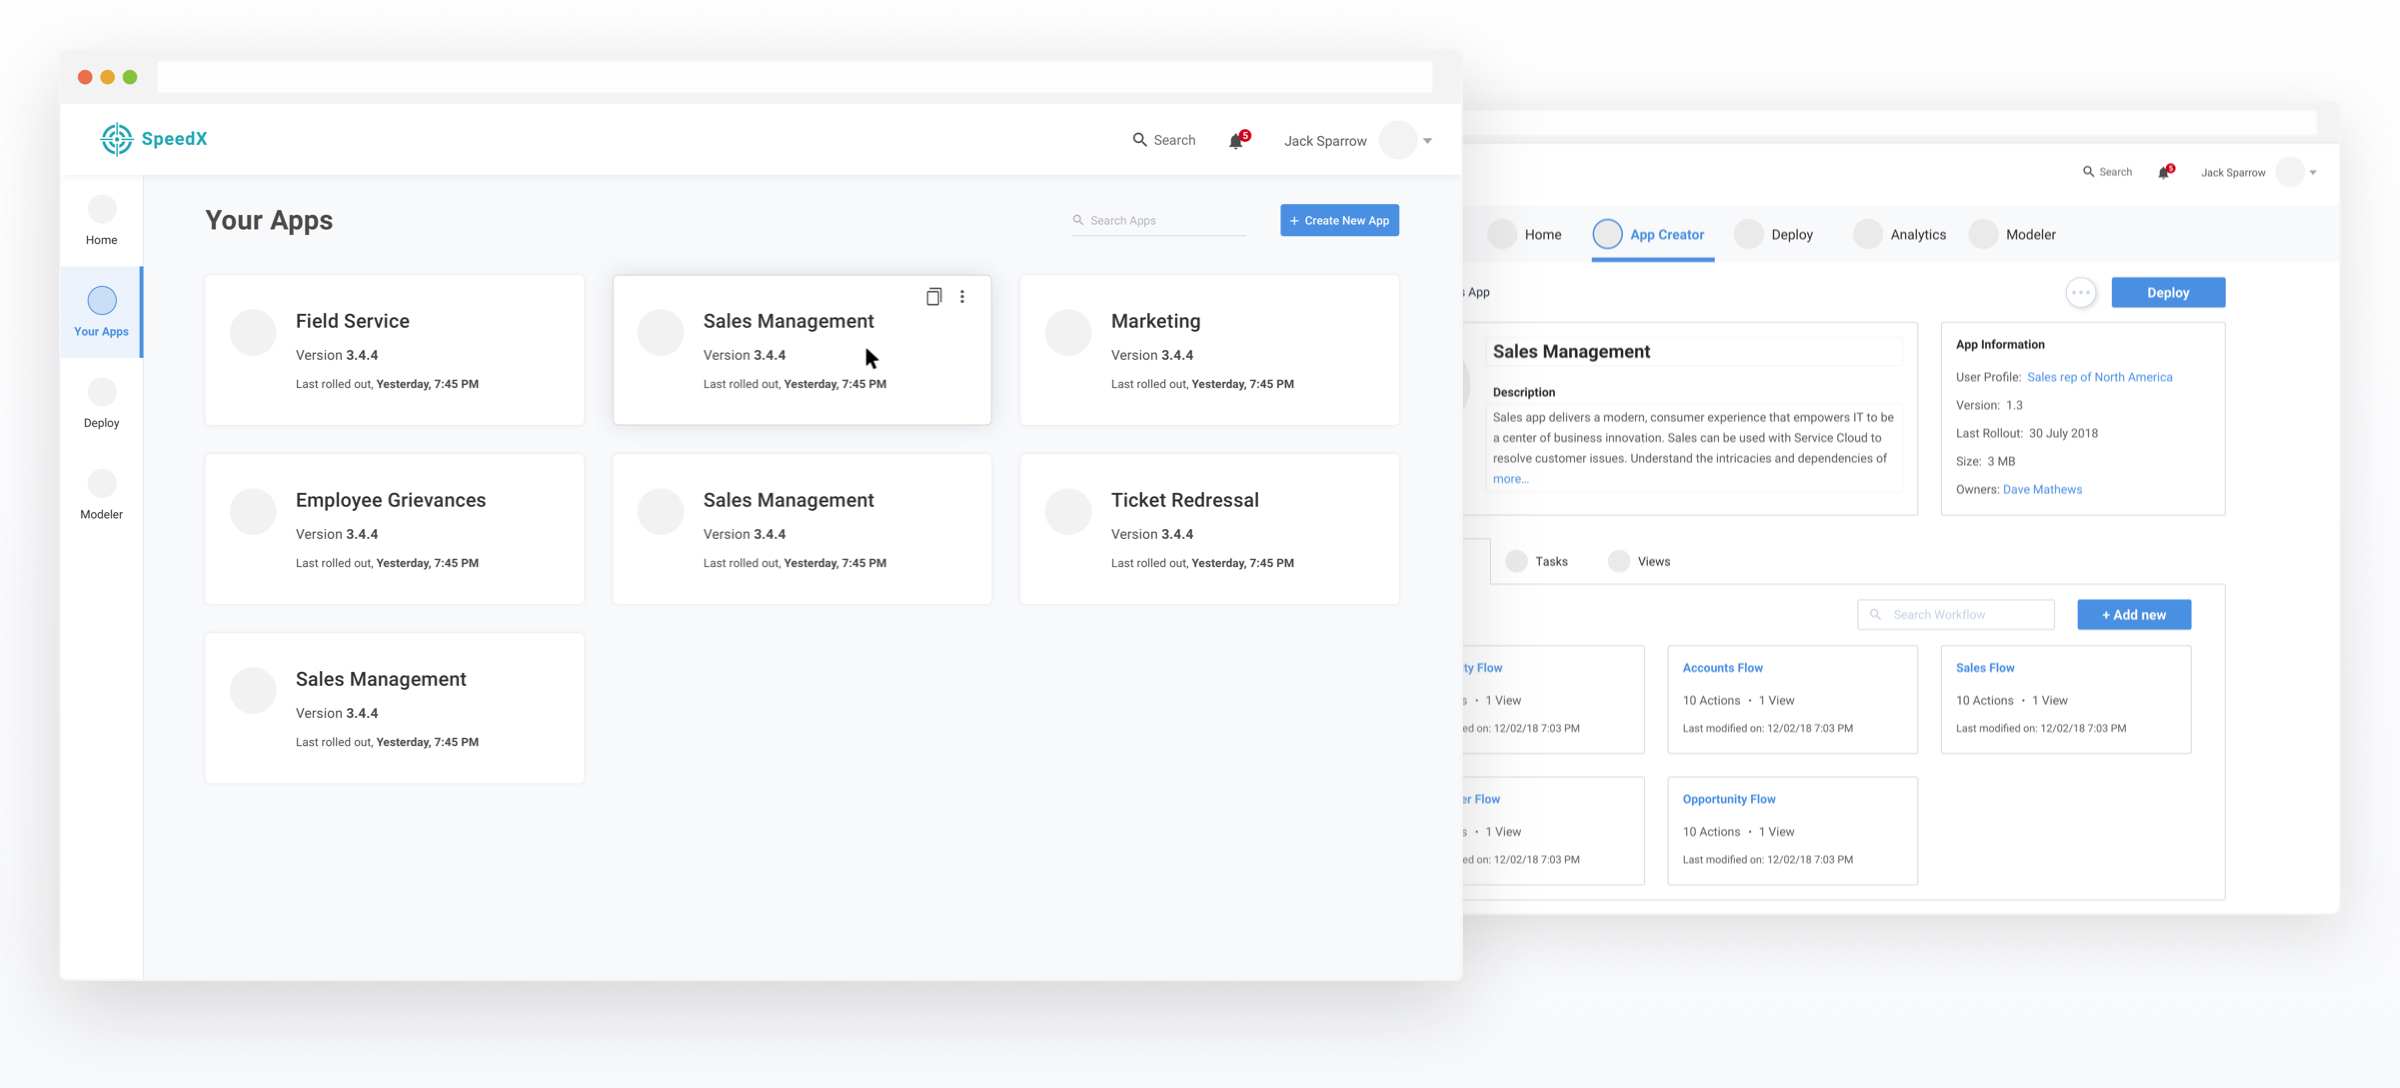 SpeedX
Search
5
Jack Sparrow
Home
Your Apps
Deploy
Modeler
Your Apps
Search Apps
+ Create New App
Field Service
Version 3.4.4
Last rolled out, Yesterday, 7:45 PM
Sales Management
Version 3.4.4
Last rolled out, Yesterday, 7:45 PM
Marketing
Version 3.4.4
Last rolled out, Yesterday, 7:45 PM
Employee Grievances
Version 3.4.4
Last rolled out, Yesterday, 7:45 PM
Sales Management
Version 3.4.4
Last rolled out, Yesterday, 7:45 PM
Ticket Redressal
Version 3.4.4
Last rolled out, Yesterday, 7:45 PM
Sales Management
Version 3.4.4
Last rolled out, Yesterday, 7:45 PM
Search
5
Jack Sparrow
Home
App Creator
Deploy
Analytics
Modeler
s App
Deploy
Sales Management
Description
Sales app delivers a modern, consumer experience that empowers IT to be
a center of business innovation. Sales can be used with Service Cloud to
resolve customer issues. Understand the intricacies and dependencies of
more...
App Information
User Profile: Sales rep of North America
Version: 1.3
Last Rollout: 30 July 2018
Size: 3 MB
Owners: Dave Mathews
Tasks
Views
Search Workflow
+ Add new
ty Flow
s • 1 View
ed on: 12/02/18 7:03 PM
Accounts Flow
10 Actions • 1 View
Last modified on: 12/02/18 7:03 PM
Sales Flow
10 Actions • 1 View
Last modified on: 12/02/18 7:03 PM
er Flow
s • 1 View
ed on: 12/02/18 7:03 PM
Opportunity Flow
10 Actions • 1 View
Last modified on: 12/02/18 7:03 PM